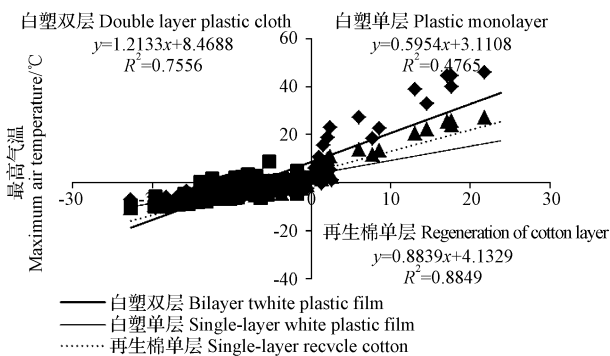 白塑双层 Double layer plastic cloth
y=1.2133x+8.4688
R²=0.7556
白塑单层 Plastic monolayer
y=0.5954x+3.1108
R²=0.4765
60
40
20
0
-20
-40
-30
-20
-10
0
10
20
30
最高气温
Maximum air temperature/℃
再生棉单层 Regeneration of cotton layer
y=0.8839x+4.1329
R²=0.8849
白塑双层 Bilayer twhite plastic film
白塑单层 Single-layer white plastic film
再生棉单层 Single-layer recvcle cotton